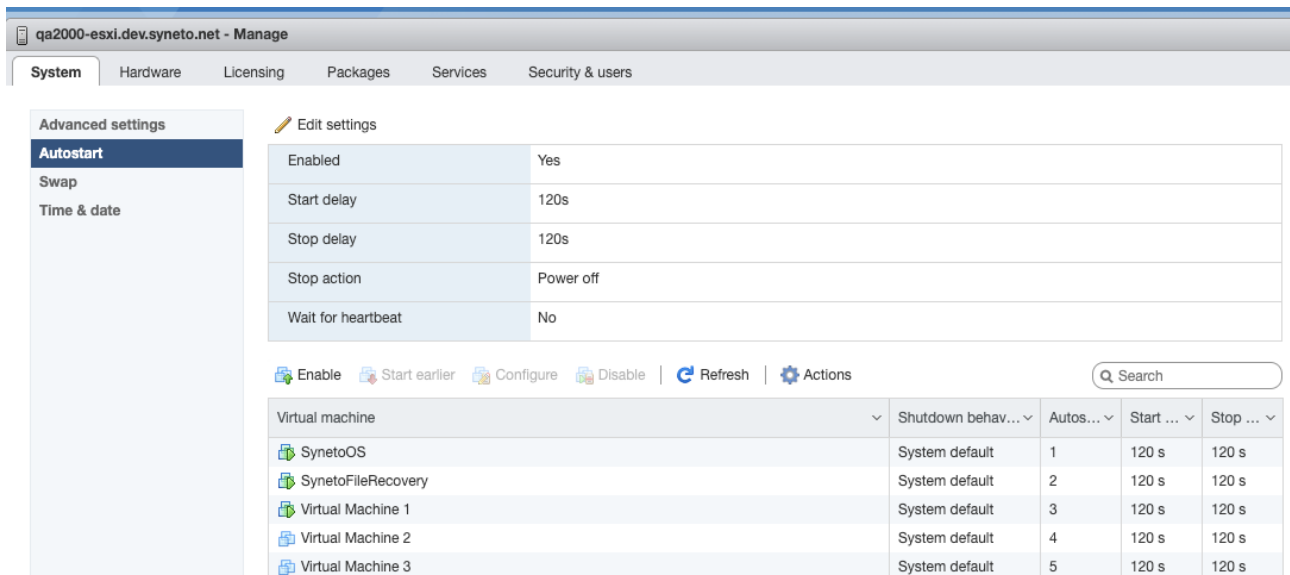 qa2000-esxi.dev.syneto.net - Manage
System Hardware Licensing Packages Services Security & users
Advanced settings
Autostart
Swap
Time & date
Edit settings
Enabled Yes
Start delay 120s
Stop delay 120s
Stop action Power off
Wait for heartbeat No
Enable Start earlier Configure Disable | Refresh | Actions Search
Virtual machine Shutdown behav... Autos... Start ... Stop ...
SynetoOS System default 1 120 s 120 s
SynetoFileRecovery System default 2 120 s 120 s
Virtual Machine 1 System default 3 120 s 120 s
Virtual Machine 2 System default 4 120 s 120 s
Virtual Machine 3 System default 5 120 s 120 s